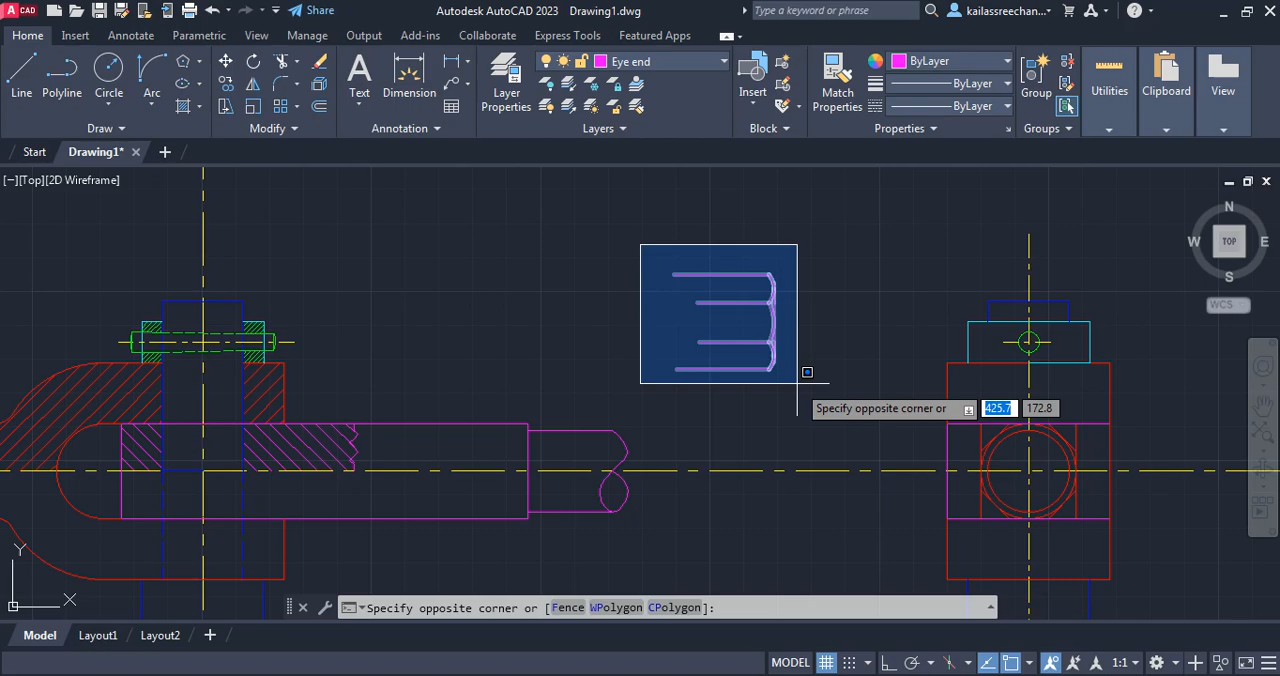 CAD
Share
Autodesk AutoCAD 2023 Drawing1.dwg
Type a keyword or phrase
kailassreechan...
Home Insert Annotate Parametric View Manage Output Add-ins Collaborate Express Tools Featured Apps
Line Polyline Circle Arc
Text Dimension
Layer Properties
Eye end
Insert
Match Properties
ByLayer
ByLayer
ByLayer
Group
Utilities Clipboard View
Draw Modify Annotation Layers Block Properties Groups
Start Drawing1*
[−][Top][2D Wireframe]
N
W TOP E
S
WCS
Specify opposite corner or 425.7 172.8
Y
X
Specify opposite corner or [Fence WPolygon CPolygon]:
Model Layout1 Layout2
MODEL 1:1